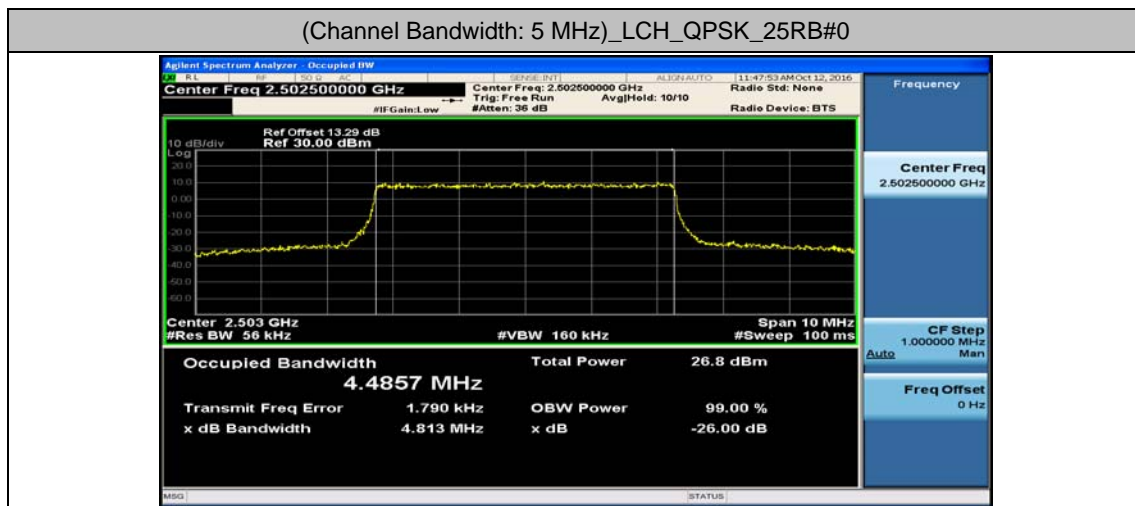 (Channel Bandwidth: 5 MHz)_LCH_QPSK_25RB#0
Agilent Spectrum Analyzer - Occupied BW
RL RF 50 Ω AC SENSE:INT ALIGN AUTO 11:47:53 AM Oct 12, 2016
Center Freq 2.502500000 GHz
Center Freq: 2.502500000 GHz
Radio Std: None
Trig: Free Run Avg|Hold: 10/10
#IFGain:Low
#Atten: 36 dB
Radio Device: BTS
Ref Offset 13.29 dB
10 dB/div Ref 30.00 dBm
Log
20.0
10.0
0.00
-10.0
-20.0
-30.0
-40.0
-50.0
-60.0
Center 2.503 GHz Span 10 MHz
#Res BW 56 kHz #VBW 160 kHz #Sweep 100 ms
Occupied Bandwidth Total Power 26.8 dBm
4.4857 MHz
Transmit Freq Error 1.790 kHz OBW Power 99.00 %
x dB Bandwidth 4.813 MHz x dB -26.00 dB
MSG STATUS
Frequency
Center Freq
2.502500000 GHz
CF Step
1.000000 MHz
Auto Man
Freq Offset
0 Hz